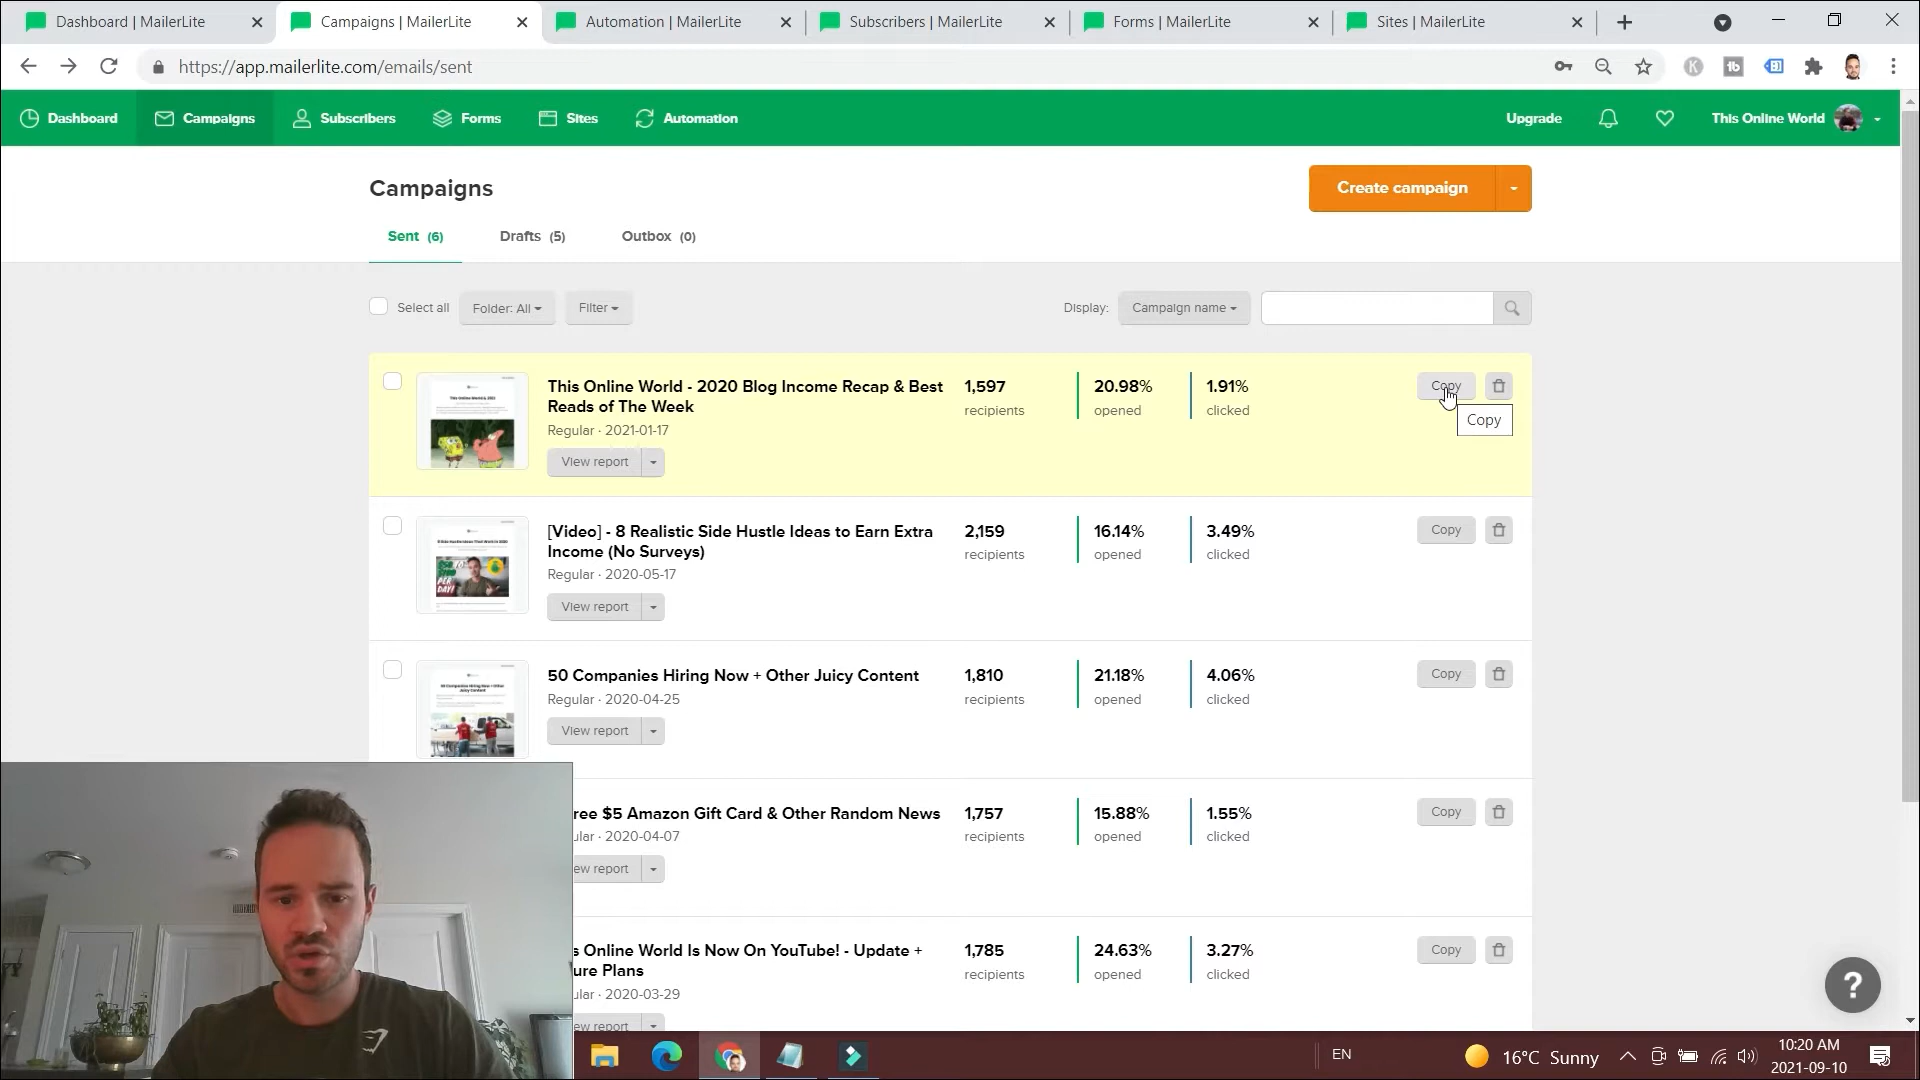 Dashboard | MailerLite
Campaigns | MailerLite
Automation | MailerLite
Subscribers | MailerLite
Forms | MailerLite
Sites | MailerLite
https://app.mailerlite.com/emails/sent
Dashboard
Campaigns
Subscribers
Forms
Sites
Automation
Upgrade
This Online World
Campaigns
Create campaign
Sent (6)
Drafts (5)
Outbox (0)
Select all
Folder: All
Filter
Display:
Campaign name
This Online World - 2020 Blog Income Recap & Best
Reads of The Week
Regular · 2021-01-17
View report
1,597
recipients
20.98%
opened
1.91%
clicked
Copy
Copy
[Video] - 8 Realistic Side Hustle Ideas to Earn Extra
Income (No Surveys)
Regular · 2020-05-17
View report
2,159
recipients
16.14%
opened
3.49%
clicked
Copy
50 Companies Hiring Now + Other Juicy Content
Regular · 2020-04-25
View report
1,810
recipients
21.18%
opened
4.06%
clicked
Copy
ree $5 Amazon Gift Card & Other Random News
ular · 2020-04-07
ew report
1,757
recipients
15.88%
opened
1.55%
clicked
Copy
s Online World Is Now On YouTube! - Update +
ure Plans
ular · 2020-03-29
ew report
1,785
recipients
24.63%
opened
3.27%
clicked
Copy
?
EN
16°C Sunny
10:20 AM
2021-09-10